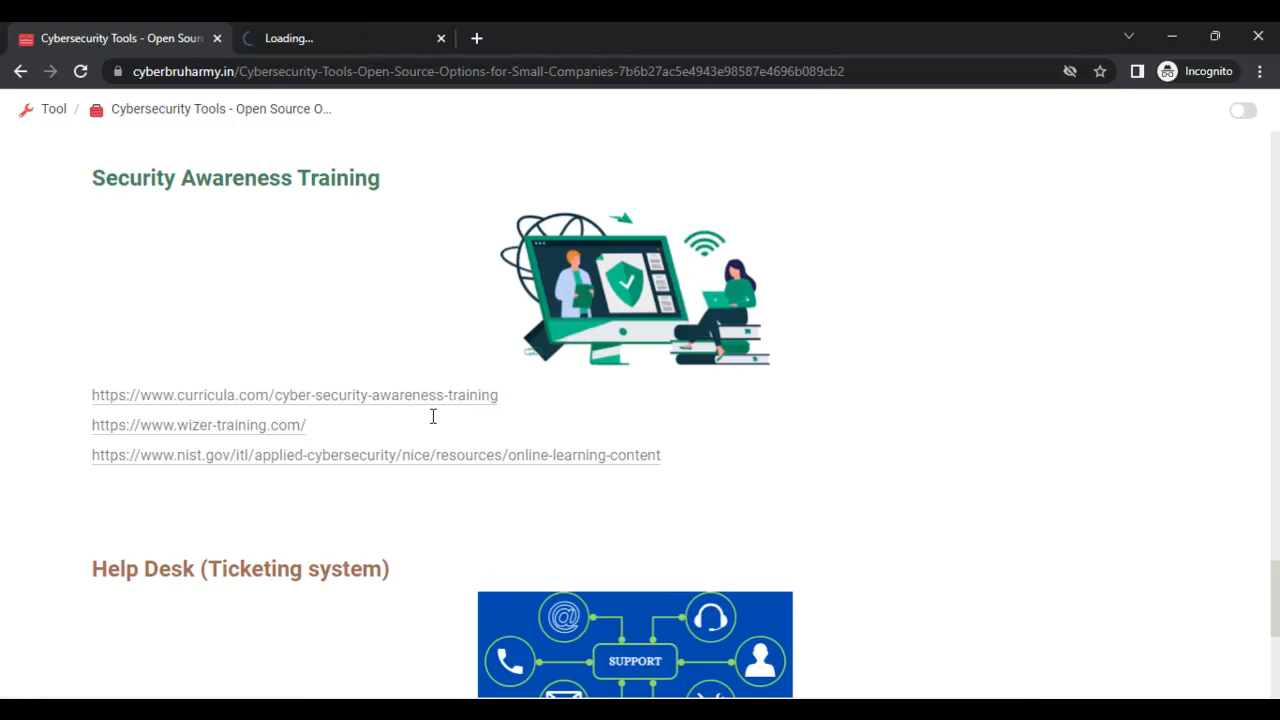 Cybersecurity Tools - Open Sour
Loading...
cyberbruharmy.in/Cybersecurity-Tools-Open-Source-Options-for-Small-Companies-7b6b27ac5e4943e98587e4696b089cb2
Incognito
Tool / Cybersecurity Tools - Open Source O...
Security Awareness Training
https://www.curricula.com/cyber-security-awareness-training
https://www.wizer-training.com/
https://www.nist.gov/itl/applied-cybersecurity/nice/resources/online-learning-content
Help Desk (Ticketing system)
@
SUPPORT